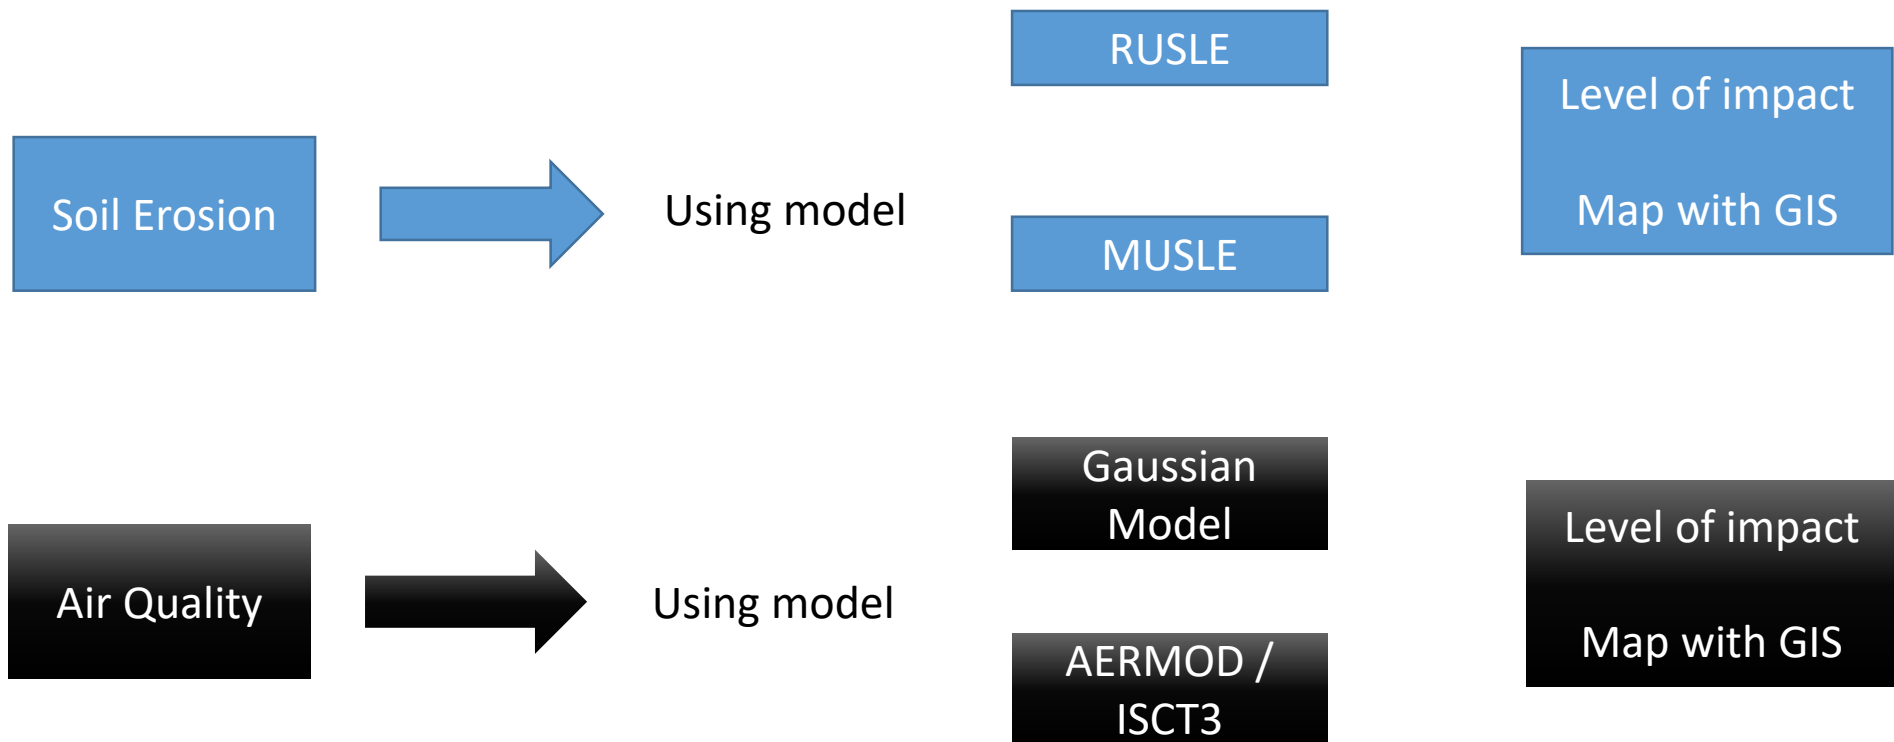 Soil Erosion
Using model
RUSLE
MUSLE
Level of impact
Map with GIS
Air Quality
Using model
Gaussian
Model
AERMOD /
ISCT3
Level of impact
Map with GIS